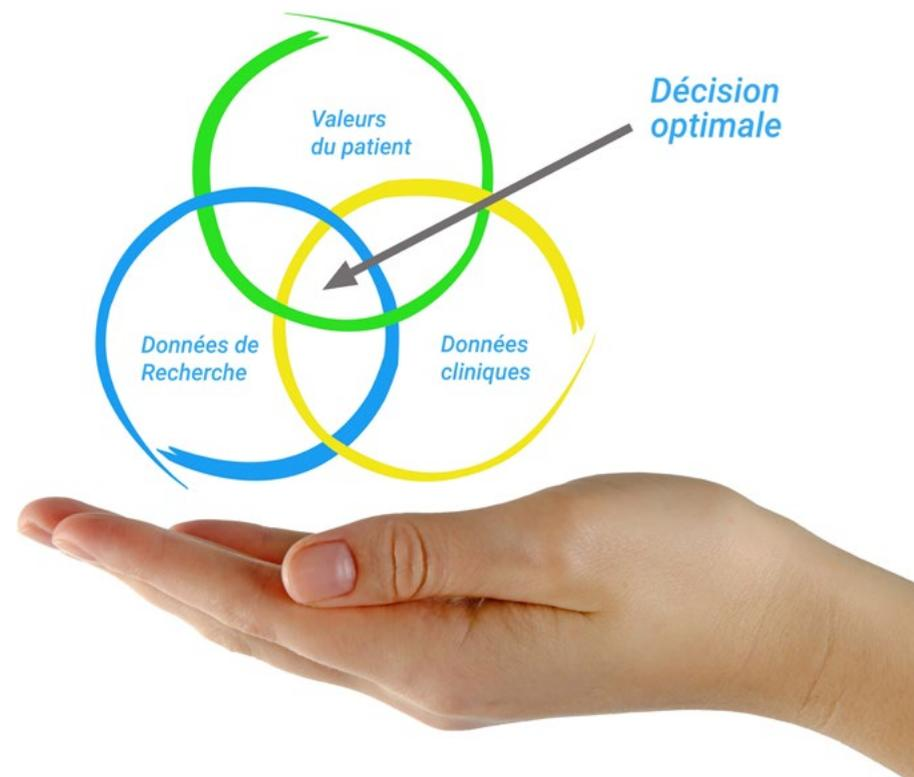 Valeurs
du patient
Décision
optimale
Données de
Recherche
Données
cliniques